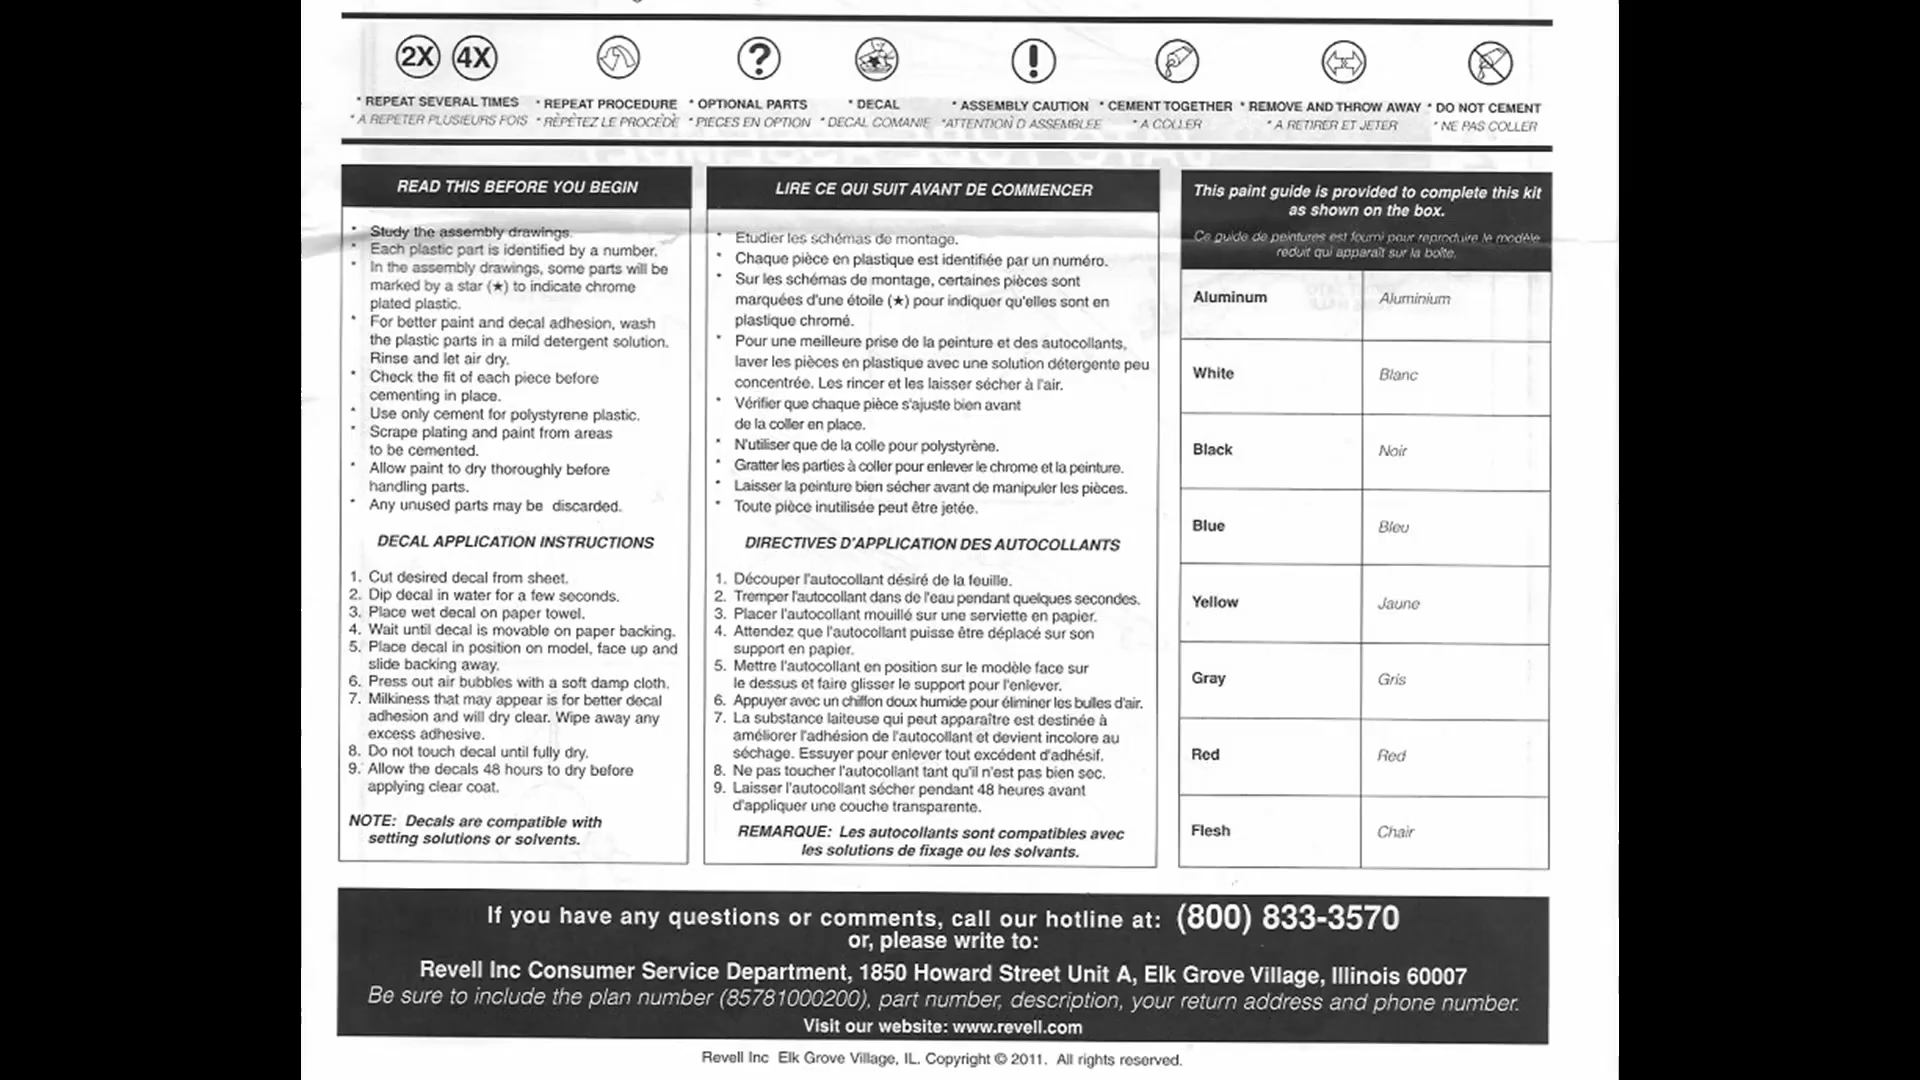 2X 4X ? !
* REPEAT SEVERAL TIMES * REPEAT PROCEDURE * OPTIONAL PARTS * DECAL * ASSEMBLY CAUTION * CEMENT TOGETHER * REMOVE AND THROW AWAY * DO NOT CEMENT
* A REPETER PLUSIEURS FOIS * RÈPÈTEZ LE PROCÈDÈ * PIECES EN OPTION * DECAL COMANIE *ATTENTION D ASSEMBLEE * A COLLER * A RETIRER ET JETER * NE PAS COLLER
READ THIS BEFORE YOU BEGIN
* Study the assembly drawings.
* Each plastic part is identified by a number.
* In the assembly drawings, some parts will be
marked by a star (★) to indicate chrome
plated plastic.
* For better paint and decal adhesion, wash
the plastic parts in a mild detergent solution.
Rinse and let air dry.
* Check the fit of each piece before
cementing in place.
* Use only cement for polystyrene plastic.
* Scrape plating and paint from areas
to be cemented.
* Allow paint to dry thoroughly before
handling parts.
* Any unused parts may be discarded.
DECAL APPLICATION INSTRUCTIONS
1. Cut desired decal from sheet.
2. Dip decal in water for a few seconds.
3. Place wet decal on paper towel.
4. Wait until decal is movable on paper backing.
5. Place decal in position on model, face up and
slide backing away.
6. Press out air bubbles with a soft damp cloth.
7. Milkiness that may appear is for better decal
adhesion and will dry clear. Wipe away any
excess adhesive.
8. Do not touch decal until fully dry.
9. Allow the decals 48 hours to dry before
applying clear coat.
NOTE: Decals are compatible with
setting solutions or solvents.
LIRE CE QUI SUIT AVANT DE COMMENCER
* Etudier les schémas de montage.
* Chaque pièce en plastique est identifiée par un numéro.
* Sur les schémas de montage, certaines pièces sont
marquées d'une étoile (★) pour indiquer qu'elles sont en
plastique chromé.
* Pour une meilleure prise de la peinture et des autocollants,
laver les pièces en plastique avec une solution détergente peu
concentrée. Les rincer et les laisser sécher à l'air.
* Vérifier que chaque pièce s'ajuste bien avant
de la coller en place.
* N'utiliser que de la colle pour polystyrène.
* Gratter les parties à coller pour enlever le chrome et la peinture.
* Laisser la peinture bien sécher avant de manipuler les pièces.
* Toute pièce inutilisée peut être jetée.
DIRECTIVES D'APPLICATION DES AUTOCOLLANTS
1. Découper l'autocollant désiré de la feuille.
2. Tremper l'autocollant dans de l'eau pendant quelques secondes.
3. Placer l'autocollant mouillé sur une serviette en papier.
4. Attendez que l'autocollant puisse être déplacé sur son
support en papier.
5. Mettre l'autocollant en position sur le modèle face sur
le dessus et faire glisser le support pour l'enlever.
6. Appuyer avec un chiffon doux humide pour éliminer les bulles d'air.
7. La substance laiteuse qui peut apparaître est destinée à
améliorer l'adhésion de l'autocollant et devient incolore au
séchage. Essuyer pour enlever tout excédent d'adhésif.
8. Ne pas toucher l'autocollant tant qu'il n'est pas bien sec.
9. Laisser l'autocollant sécher pendant 48 heures avant
d'appliquer une couche transparente.
REMARQUE: Les autocollants sont compatibles avec
les solutions de fixage ou les solvants.
This paint guide is provided to complete this kit
as shown on the box.
Ce guide de peintures est fourni pour reproduire le modèle
reduit qui apparaît sur la boîte.
Aluminum Aluminium
White Blanc
Black Noir
Blue Bleu
Yellow Jaune
Gray Gris
Red Red
Flesh Chair
If you have any questions or comments, call our hotline at: (800) 833-3570
or, please write to:
Revell Inc Consumer Service Department, 1850 Howard Street Unit A, Elk Grove Village, Illinois 60007
Be sure to include the plan number (85781000200), part number, description, your return address and phone number.
Visit our website: www.revell.com
Revell Inc Elk Grove Village, IL. Copyright © 2011. All rights reserved.